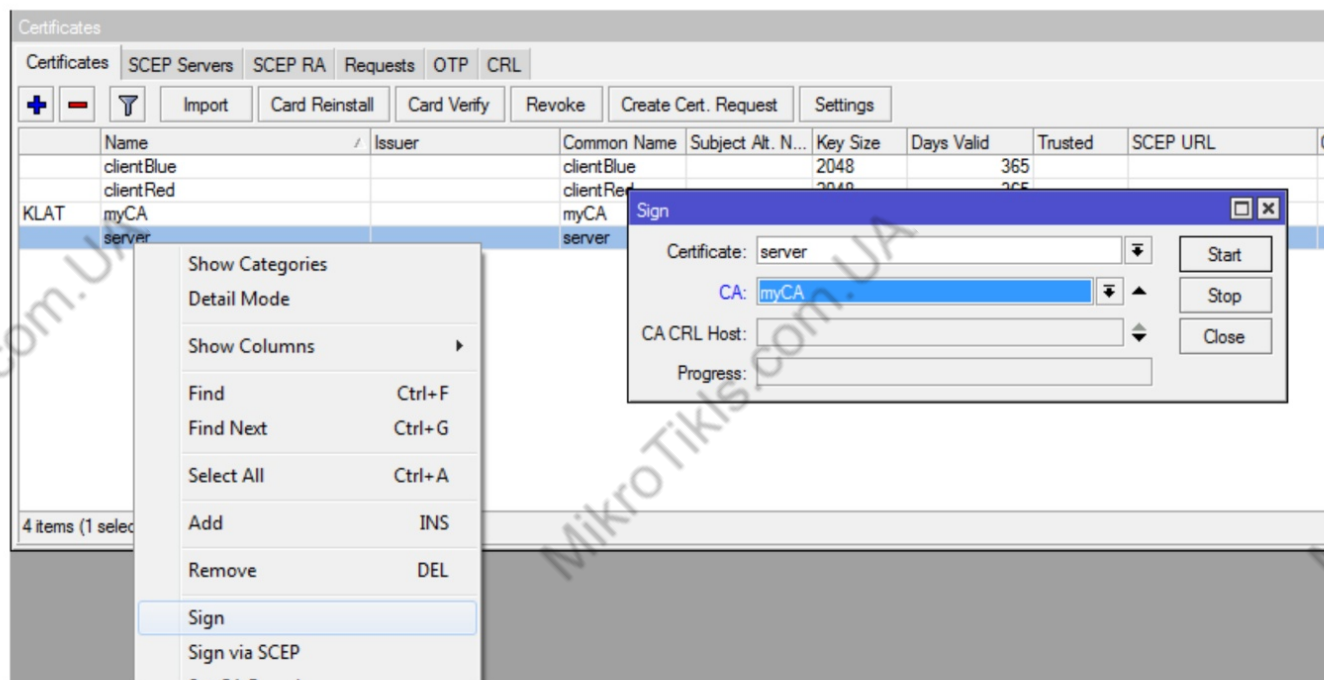 Certificates
Certificates SCEP Servers SCEP RA Requests OTP CRL
Import Card Reinstall Card Verify Revoke Create Cert. Request Settings
Name Issuer Common Name Subject Alt. N... Key Size Days Valid Trusted SCEP URL
clientBlue clientBlue 2048 365
clientRed clientRed 2048 365
KLAT myCA myCA
server server
Sign
Certificate: server Start
CA: myCA Stop
CA CRL Host: Close
Progress:
Show Categories
Detail Mode
Show Columns
Find Ctrl+F
Find Next Ctrl+G
Select All Ctrl+A
Add INS
Remove DEL
Sign
Sign via SCEP
4 items (1 selec
MikroTikls.com.UA
com.UA